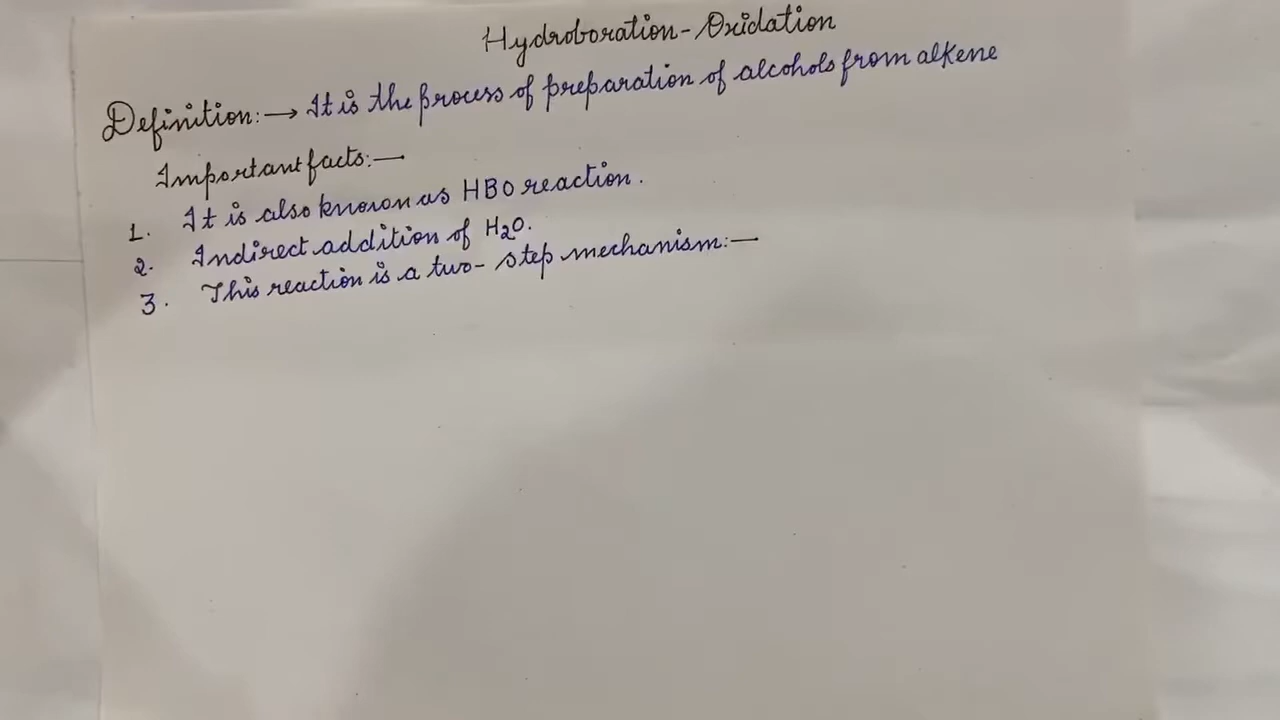 Hydroboration-Oxidation
Definition:→ It is the process of preparation of alcohols from alkene
Important facts:—
1. It is also known as HBO reaction.
2. Indirect addition of H₂O.
3. This reaction is a two-step mechanism:—